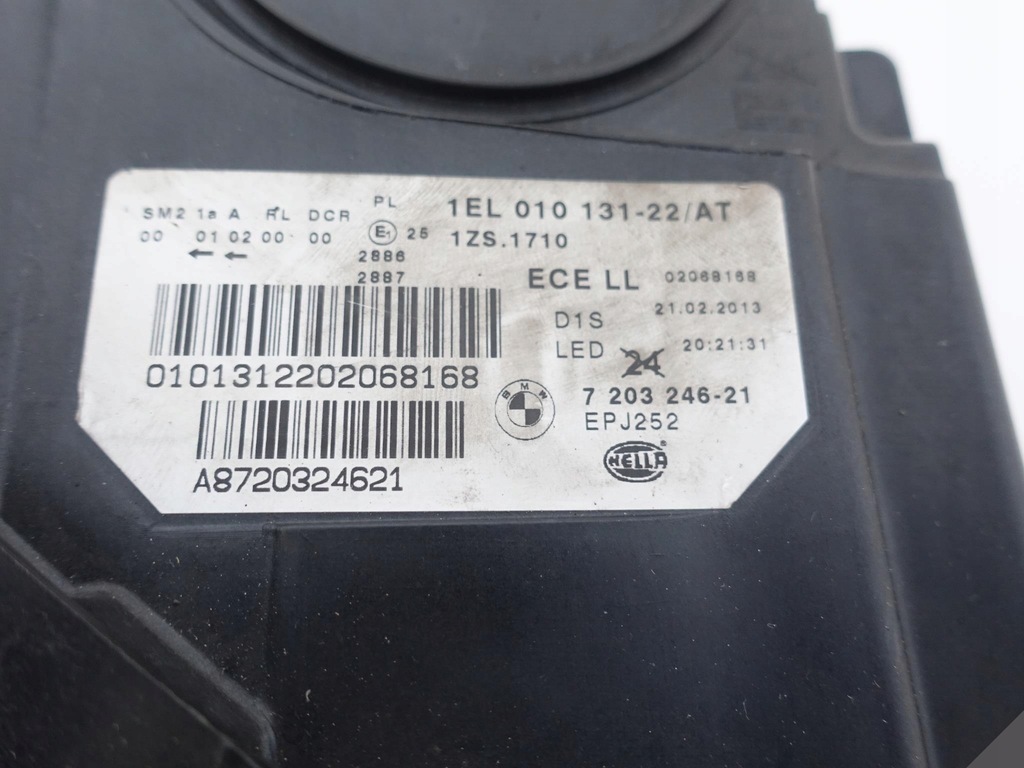 SM2 1a A RL DCR PL
00 01 02 00 00 E1 25
2886
2887
1EL 010 131-22/AT
1ZS.1710
ECE LL 02068168
D1S 21.02.2013
LED 24 20:21:31
0101312202068168
BMW
7 203 246-21
EPJ252
HELLA®
A8720324621